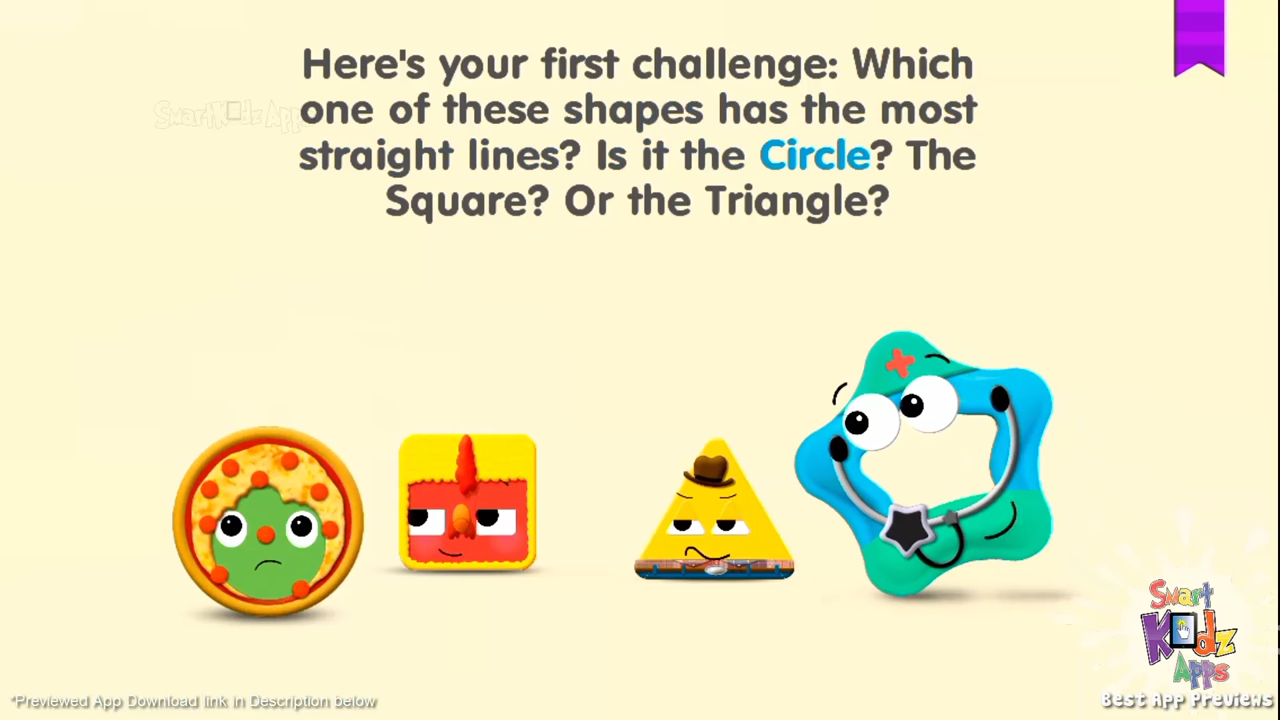 Here's your first challenge: Which
SmartKidzApps
one of these shapes has the most
straight lines? Is it the Circle? The
Square? Or the Triangle?
Smart
Kidz
Apps
*Previewed App Download link in Description below
Best App Previews